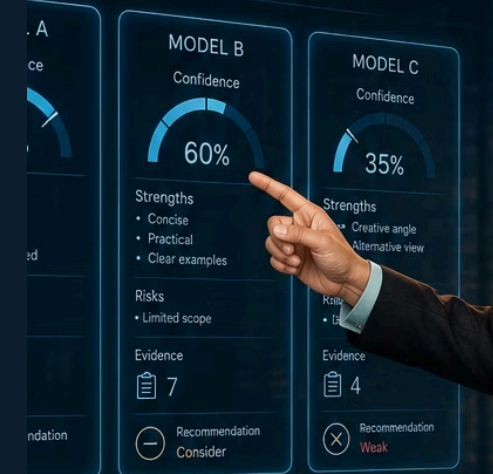 A
ce
ed
ndation
MODEL B
Confidence
60%
Strengths
• Concise
• Practical
• Clear examples
Risks
• Limited scope
Evidence
7
Recommendation
Consider
MODEL C
Confidence
35%
Strengths
• Creative angle
Alternative view
Evidence
4
Recommendation
Weak